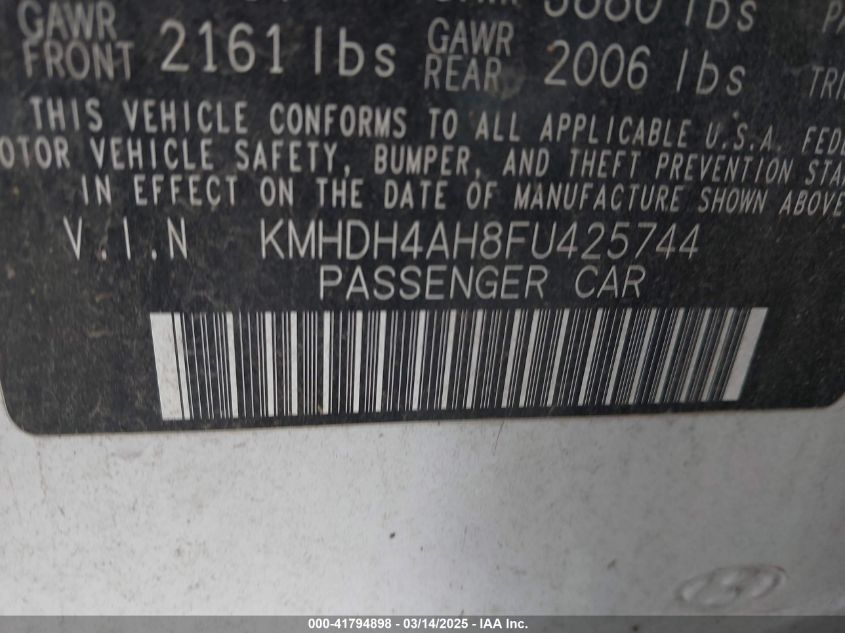 GAWR FRONT 2161 lbs GAWR REAR 2006 lbs
THIS VEHICLE CONFORMS TO ALL APPLICABLE U.S.A.
OTOR VEHICLE SAFETY, BUMPER, AND THEFT PREVENTION
IN EFFECT ON THE DATE OF MANUFACTURE SHOWN ABOVE
V.I.N KMHDH4AH8FU425744
PASSENGER CAR
000-41794898 - 03/14/2025 - IAA Inc.